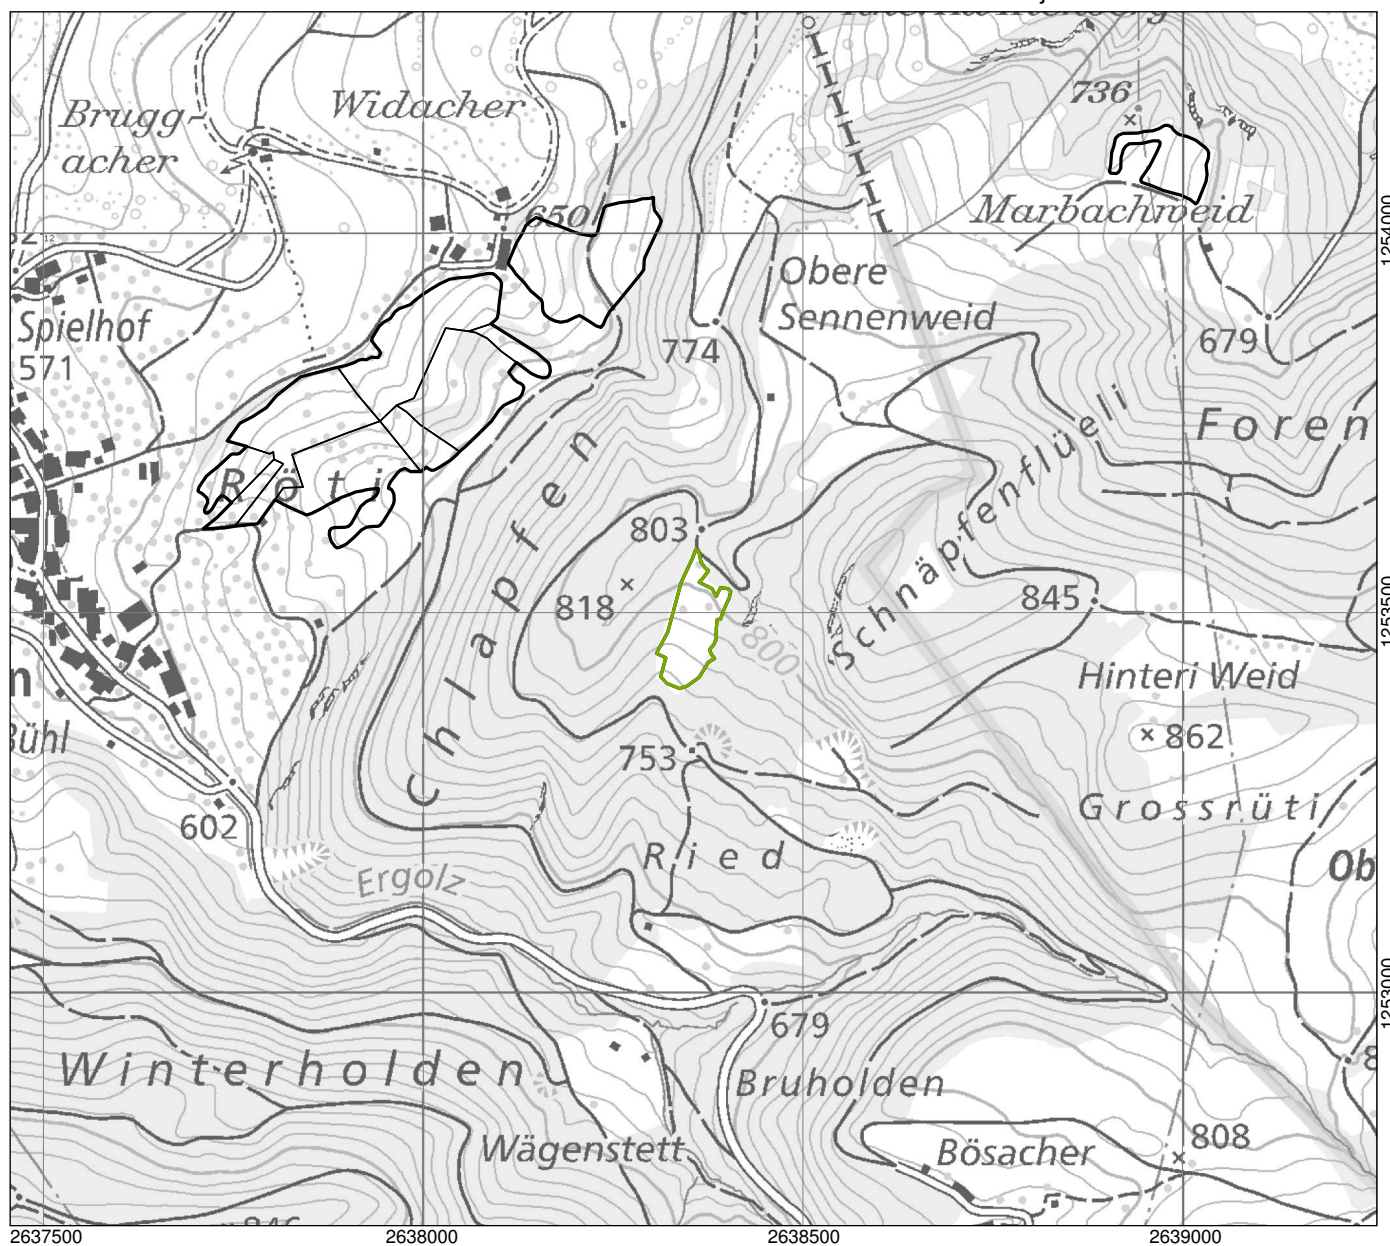 736
Brugg-
acher
Widacher
Marbachweid
650
1254000
Obere
Sennenweid
Spielhof
571
774
679
Foren
Röti
Chlapfen
Schnäpfenflüeli
803
818
800
845
1253500
Hinteri Weid
862
Bühl
753
Grossrüti
602
Ried
Ob
Ergolz
1253000
679
Winterholden
Bruholden
Wägenstett
Bösacher
808
2637500
2638000
2638500
2639000